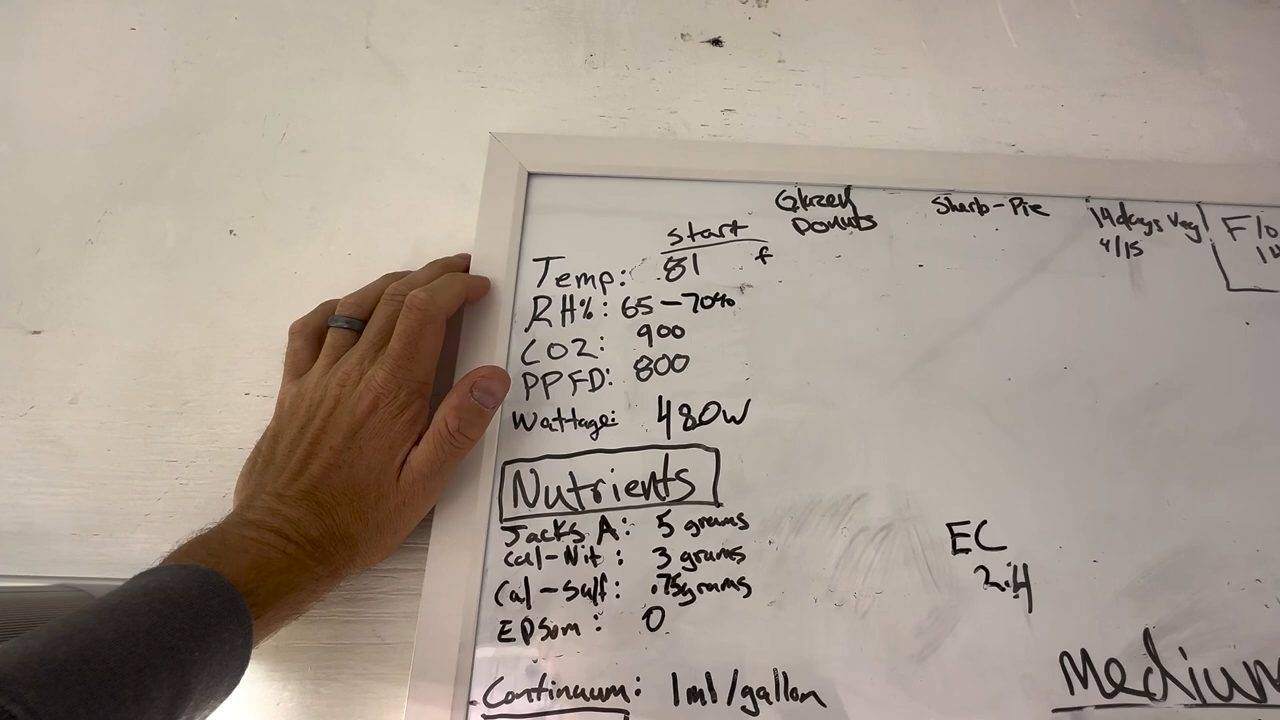 Glazed
Donuts
Sherb-Pie
14 days veg
4/15
Flo
start
Temp: 81 f
RH%: 65-70%
CO2: 900
PPFD: 800
Wattage: 480W
Nutrients
Jacks A: 5 grams
Cal-Nit: 3 grams
Cal-Sulf: .75grams
EPSom: 0
EC
2.4
Continuum: 1ml/gallon
Medium